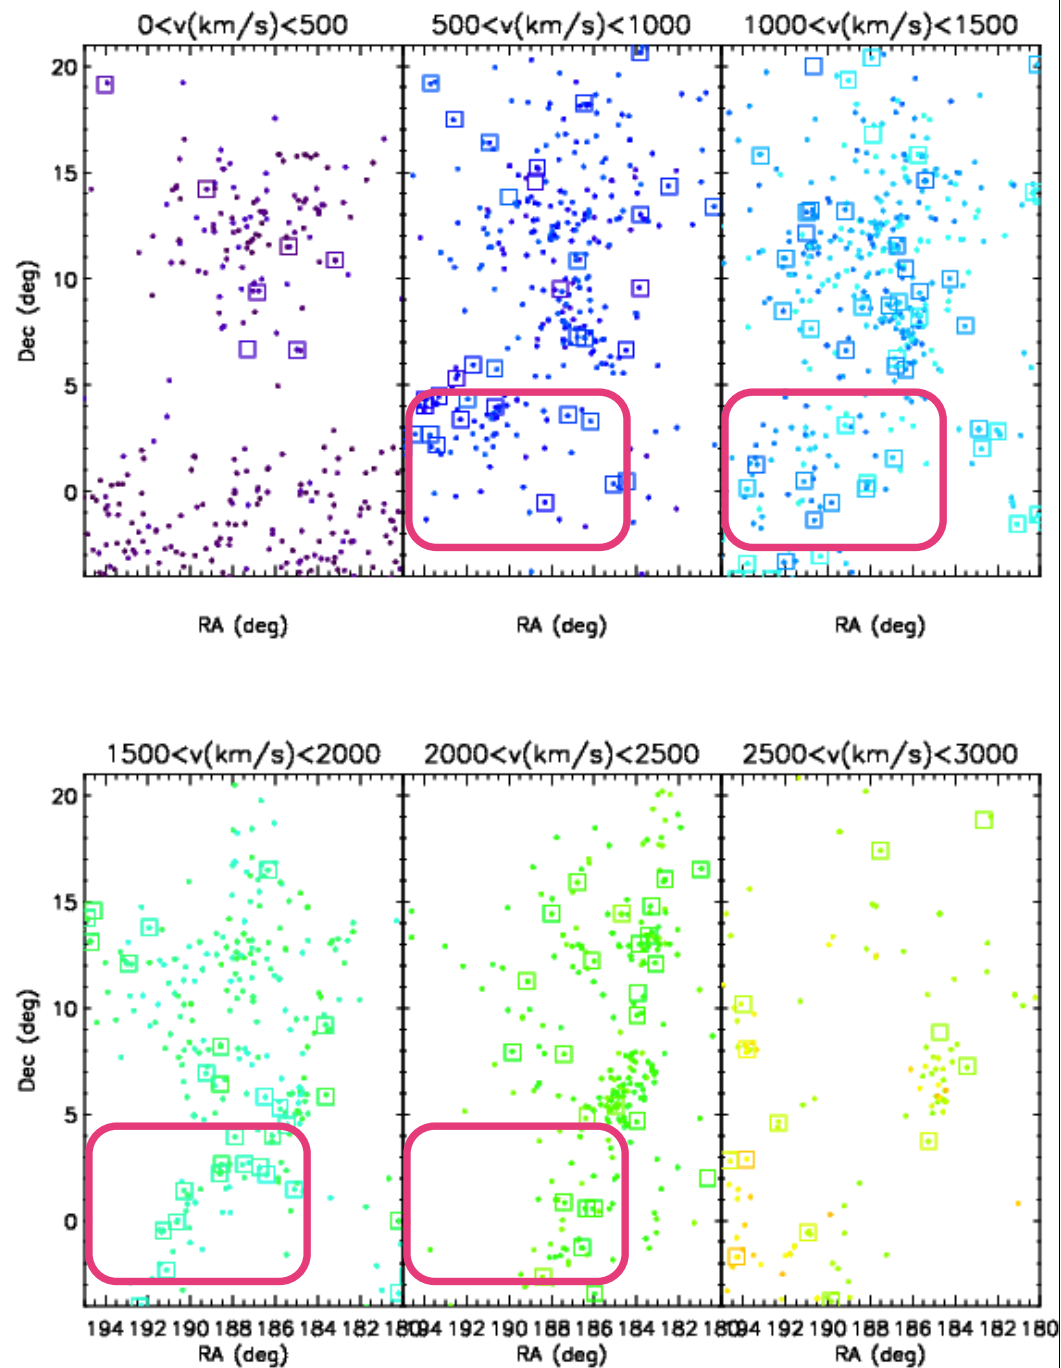 0<v(km/s)<500 500<v(km/s)<1000 1000<v(km/s)<1500
20
15
10
5
0
Dec (deg)
RA (deg) RA (deg) RA (deg)
1500<v(km/s)<2000 2000<v(km/s)<2500 2500<v(km/s)<3000
20
15
10
5
0
Dec (deg)
194 192 190 188 186 184 182 180 194 192 190 188 186 184 182 180 194 192 190 188 186 184 182 180
RA (deg) RA (deg) RA (deg)